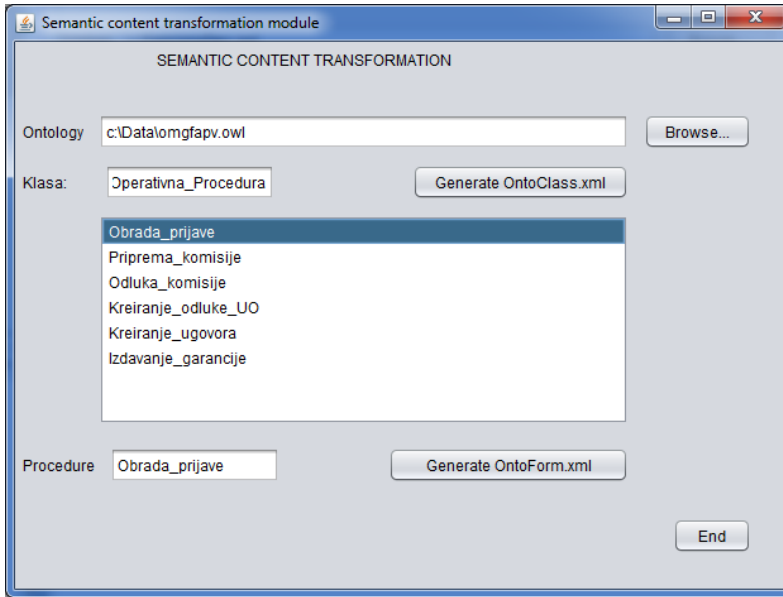 Semantic content transformation module
SEMANTIC CONTENT TRANSFORMATION
Ontology c:\Data\omgfapv.owl Browse...
Klasa: Operativna_Procedura Generate OntoClass.xml
Obrada_prijave
Priprema_komisije
Odluka_komisije
Kreiranje_odluke_UO
Kreiranje_ugovora
Izdavanje_garancije
Procedure Obrada_prijave Generate OntoForm.xml
End